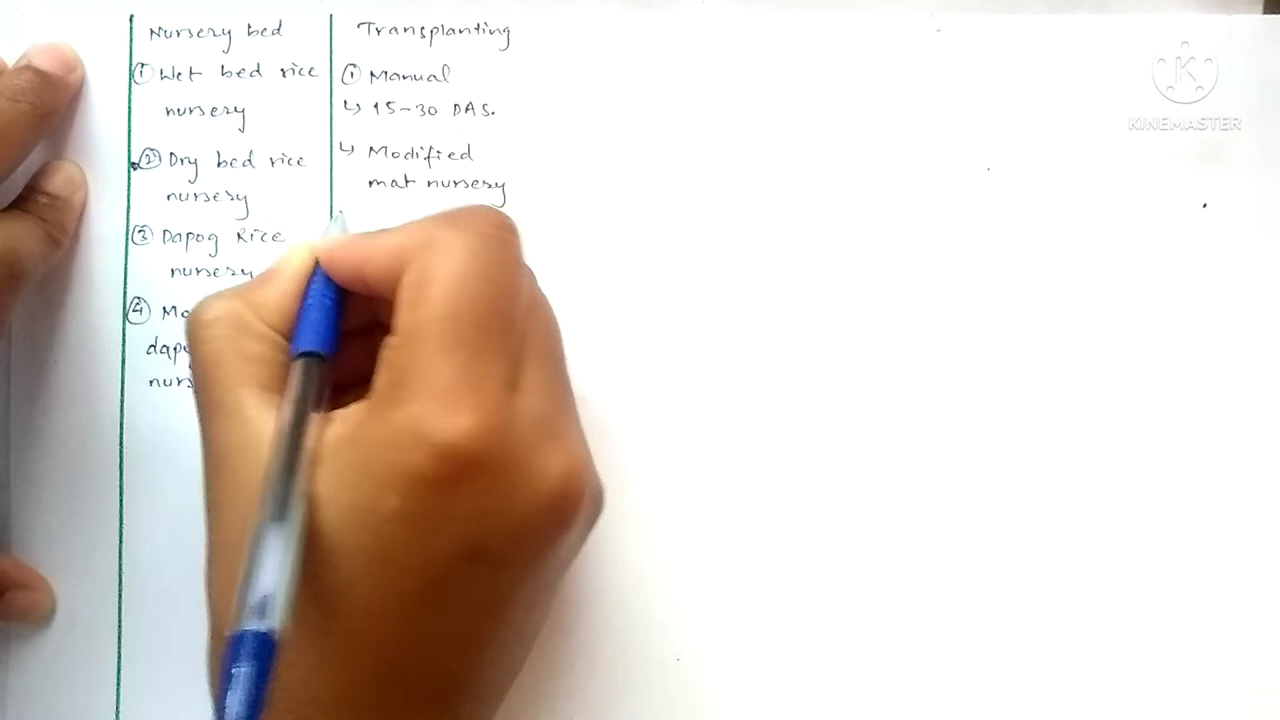 Nursery bed
① Wet bed rice
nursery
② Dry bed rice
nursery
③ Dapog Rice
nursery
④
Transplanting
① Manual
↳ 15-30 DAS.
↳ Modified
mat nursery
K
KINEMASTER